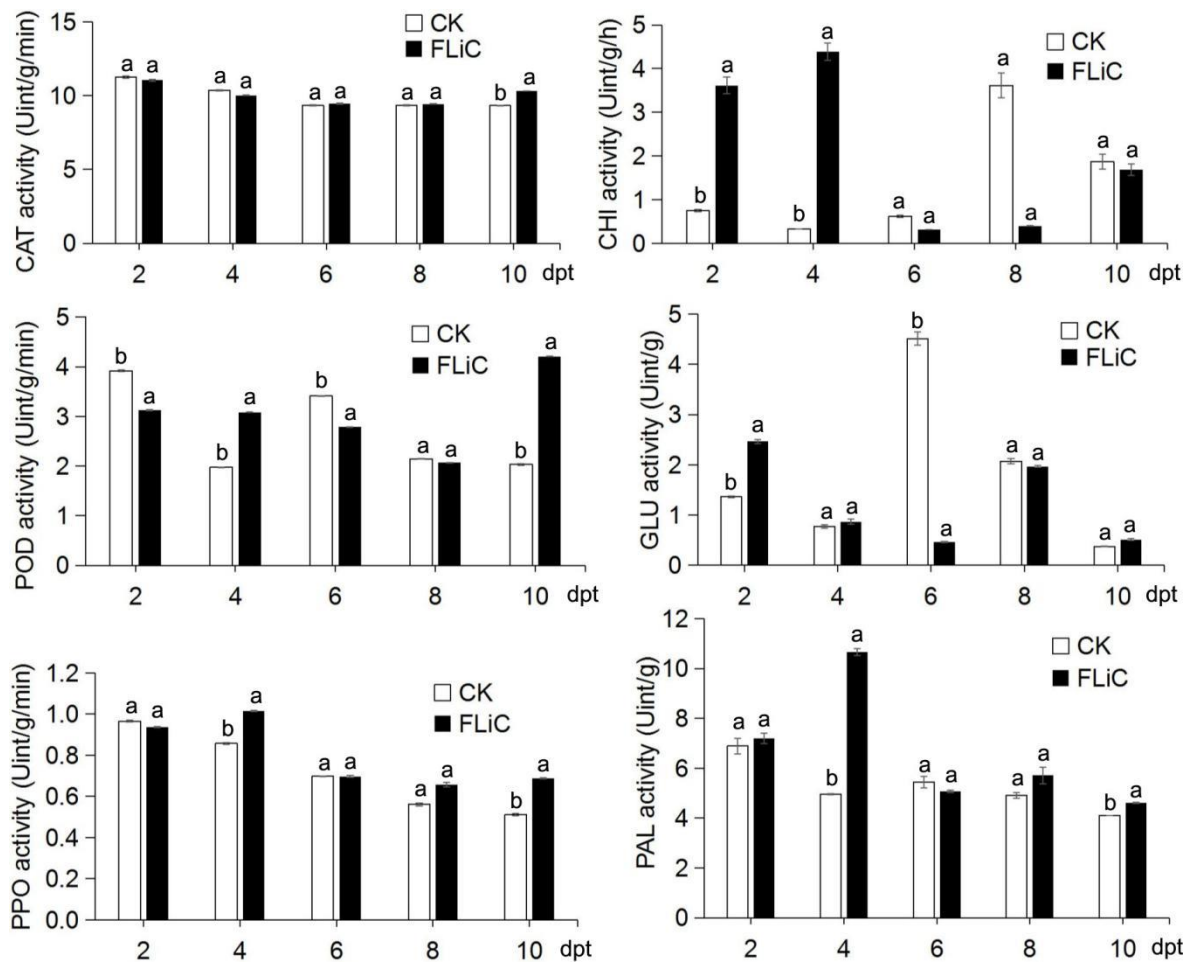 CAT activity (Uint/g/min)
15
10
5
0
CK
FLiC
a a a a a a a a b a
2 4 6 8 10 dpt
CHI activity (Uint/g/h)
5
4
3
2
1
0
CK
FLiC
b a b a a a a a a a
2 4 6 8 10 dpt
POD activity (Uint/g/min)
5
4
3
2
1
0
CK
FLiC
b a b a b a a a b a
2 4 6 8 10 dpt
GLU activity (Uint/g)
5
4
3
2
1
0
CK
FLiC
b a a a b a a a a a
2 4 6 8 10 dpt
PPO activity (Uint/g/min)
1.2
1.0
0.8
0.6
0.4
0.2
0.0
CK
FLiC
a a b a a a a a b a
2 4 6 8 10 dpt
PAL activity (Uint/g)
12
10
8
6
4
2
0
CK
FLiC
a a b a a a a a b a
2 4 6 8 10 dpt